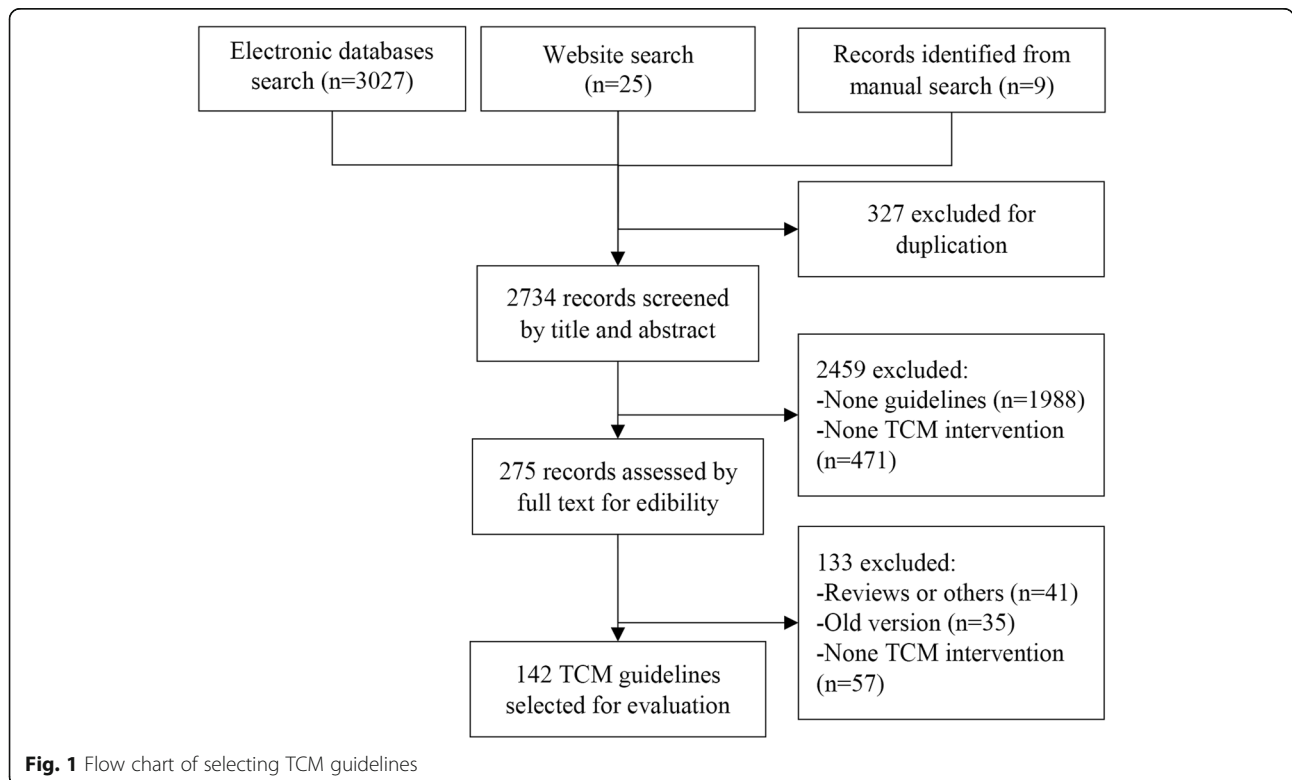 Electronic databases
search (n=3027)
Website search
(n=25)
Records identified from
manual search (n=9)
327 excluded for
duplication
2734 records screened
by title and abstract
2459 excluded:
-None guidelines (n=1988)
-None TCM intervention
(n=471)
275 records assessed by
full text for edibility
133 excluded:
-Reviews or others (n=41)
-Old version (n=35)
-None TCM intervention
(n=57)
142 TCM guidelines
selected for evaluation
Fig. 1 Flow chart of selecting TCM guidelines